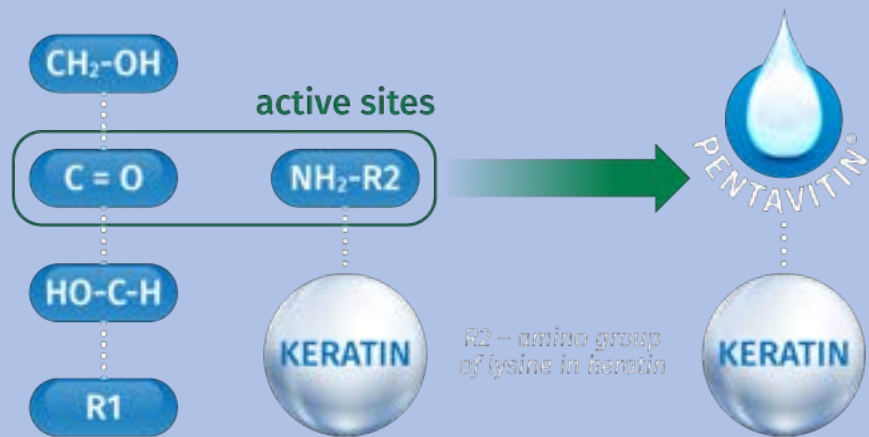 CH₂-OH
active sites
C = O
NH₂-R2
PENTAVITIN®
HO-C-H
KERATIN
R2 – amino group
of lysine in keratin
KERATIN
R1